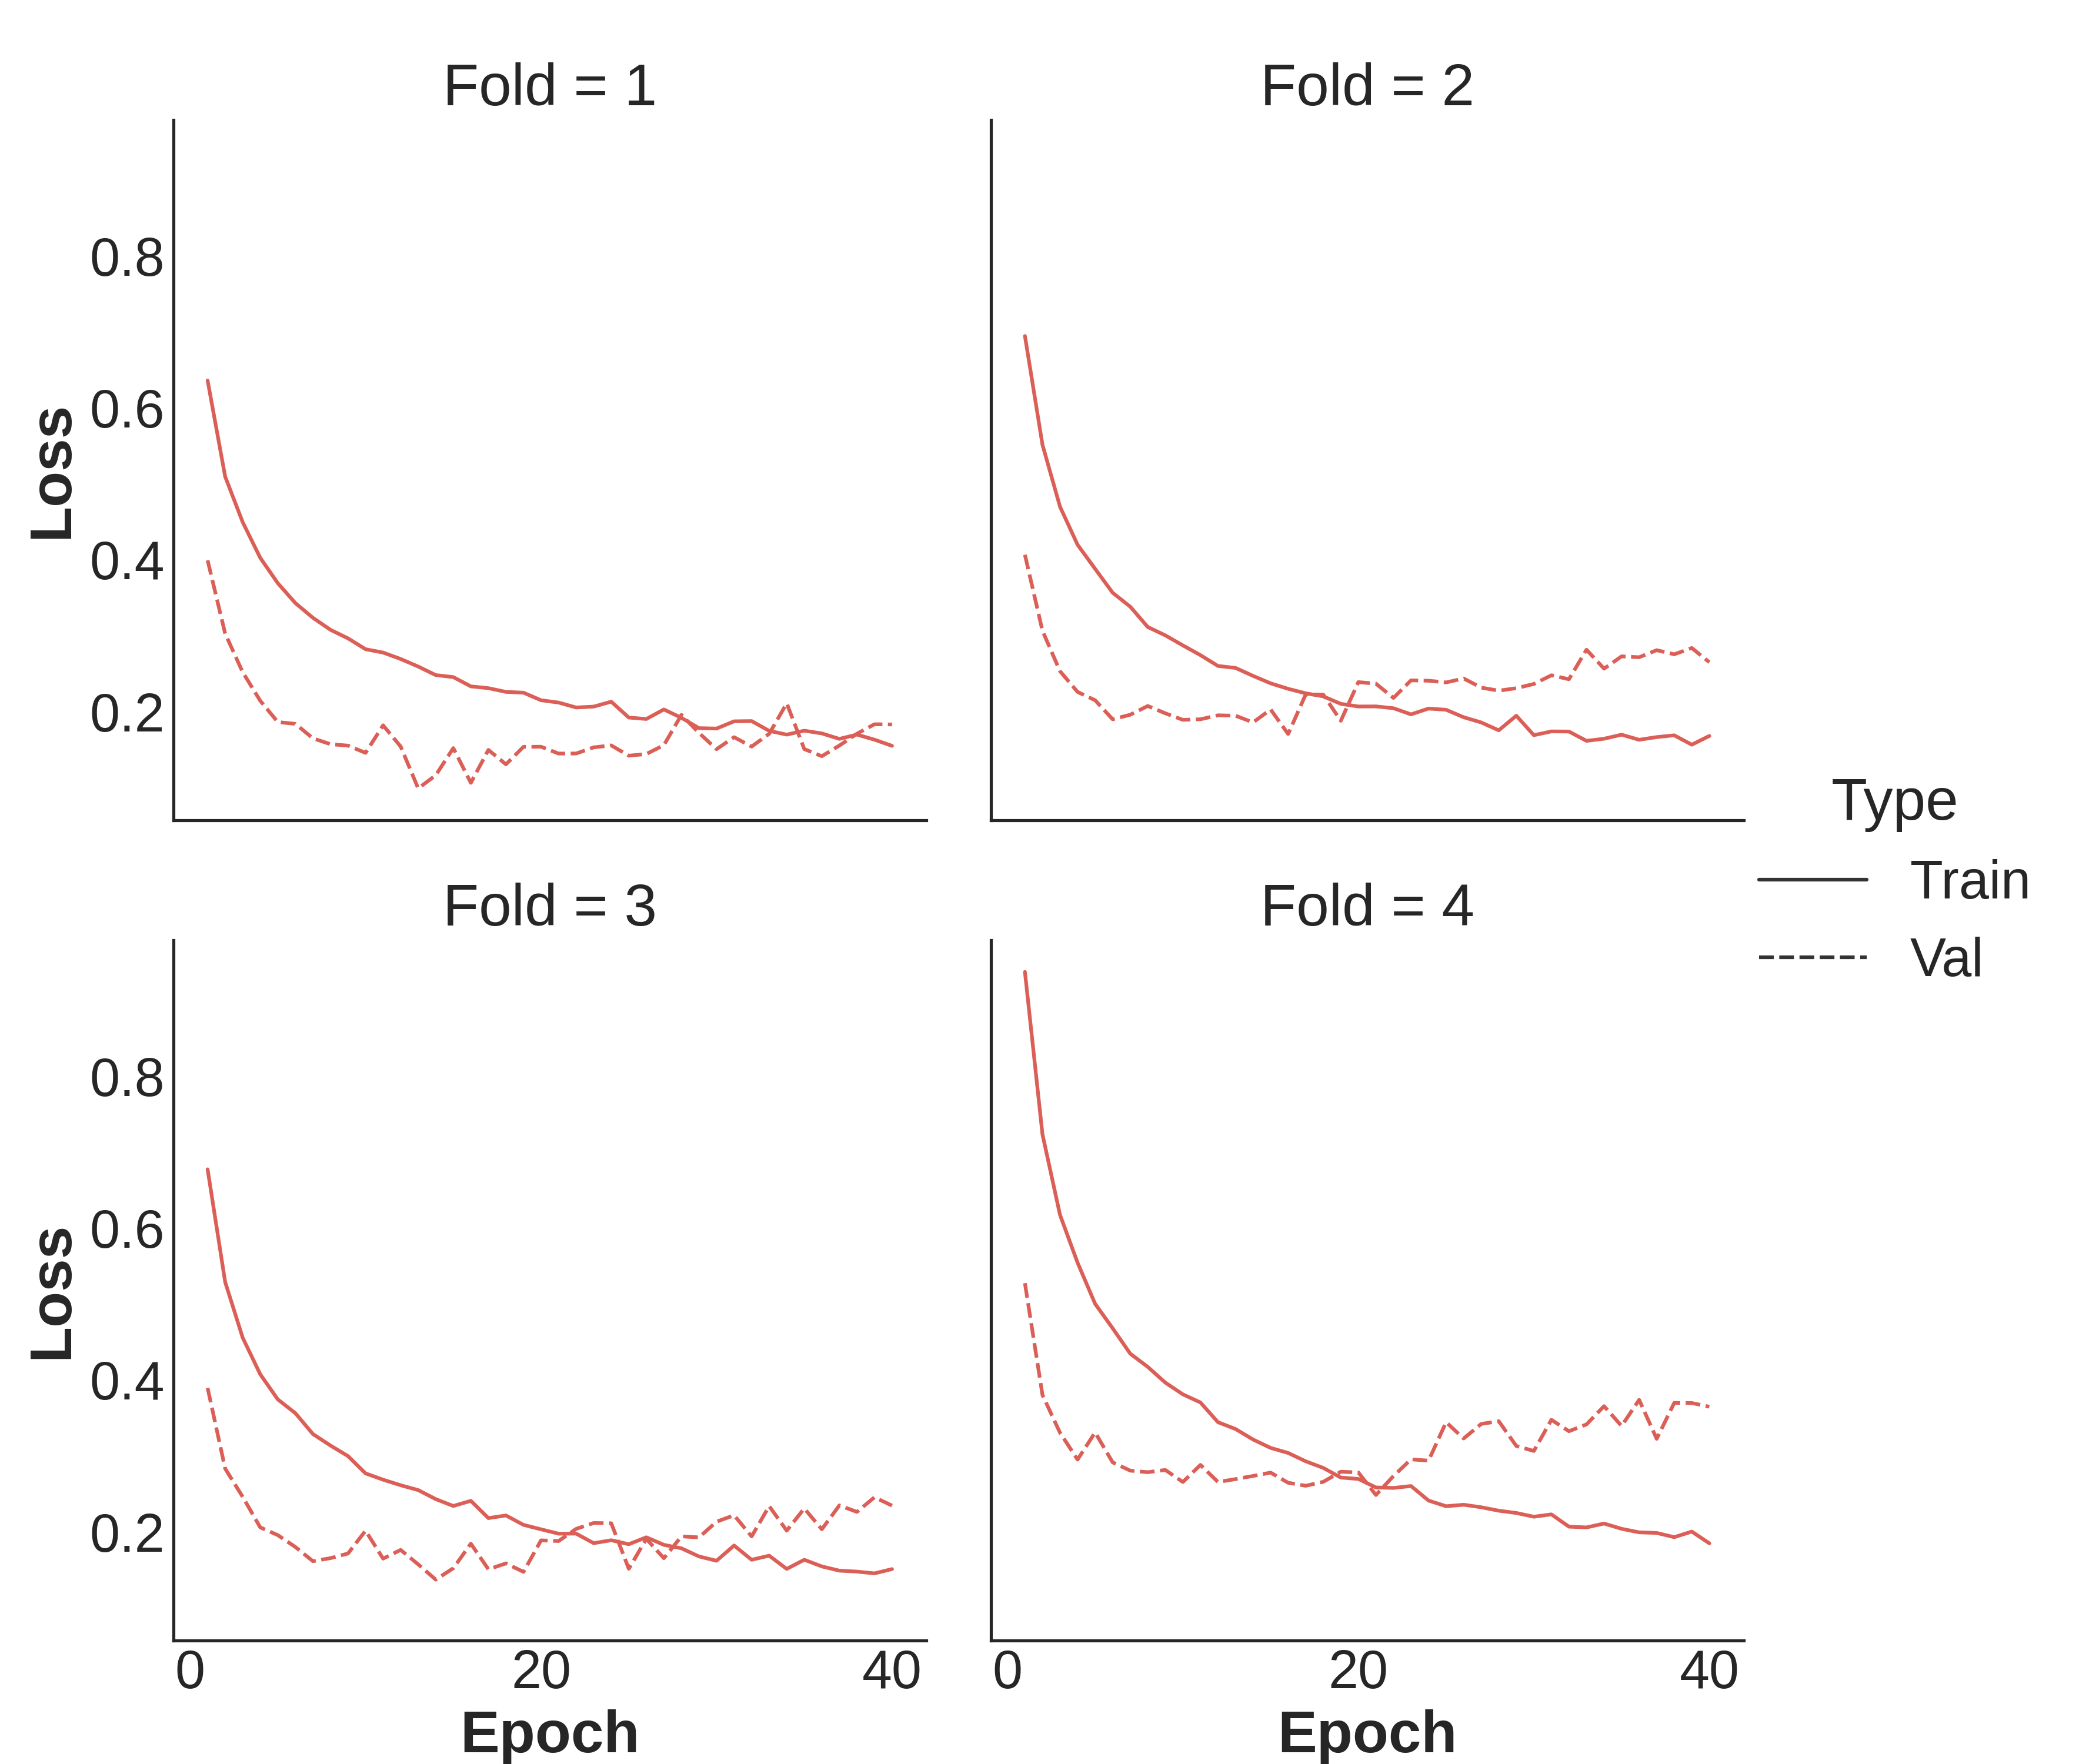 Fold = 1
Fold = 2
0.8
0.6
0.4
0.2
Loss
Type
Train
Val
Fold = 3
Fold = 4
0.8
0.6
0.4
0.2
Loss
0 20 40
0 20 40
Epoch
Epoch